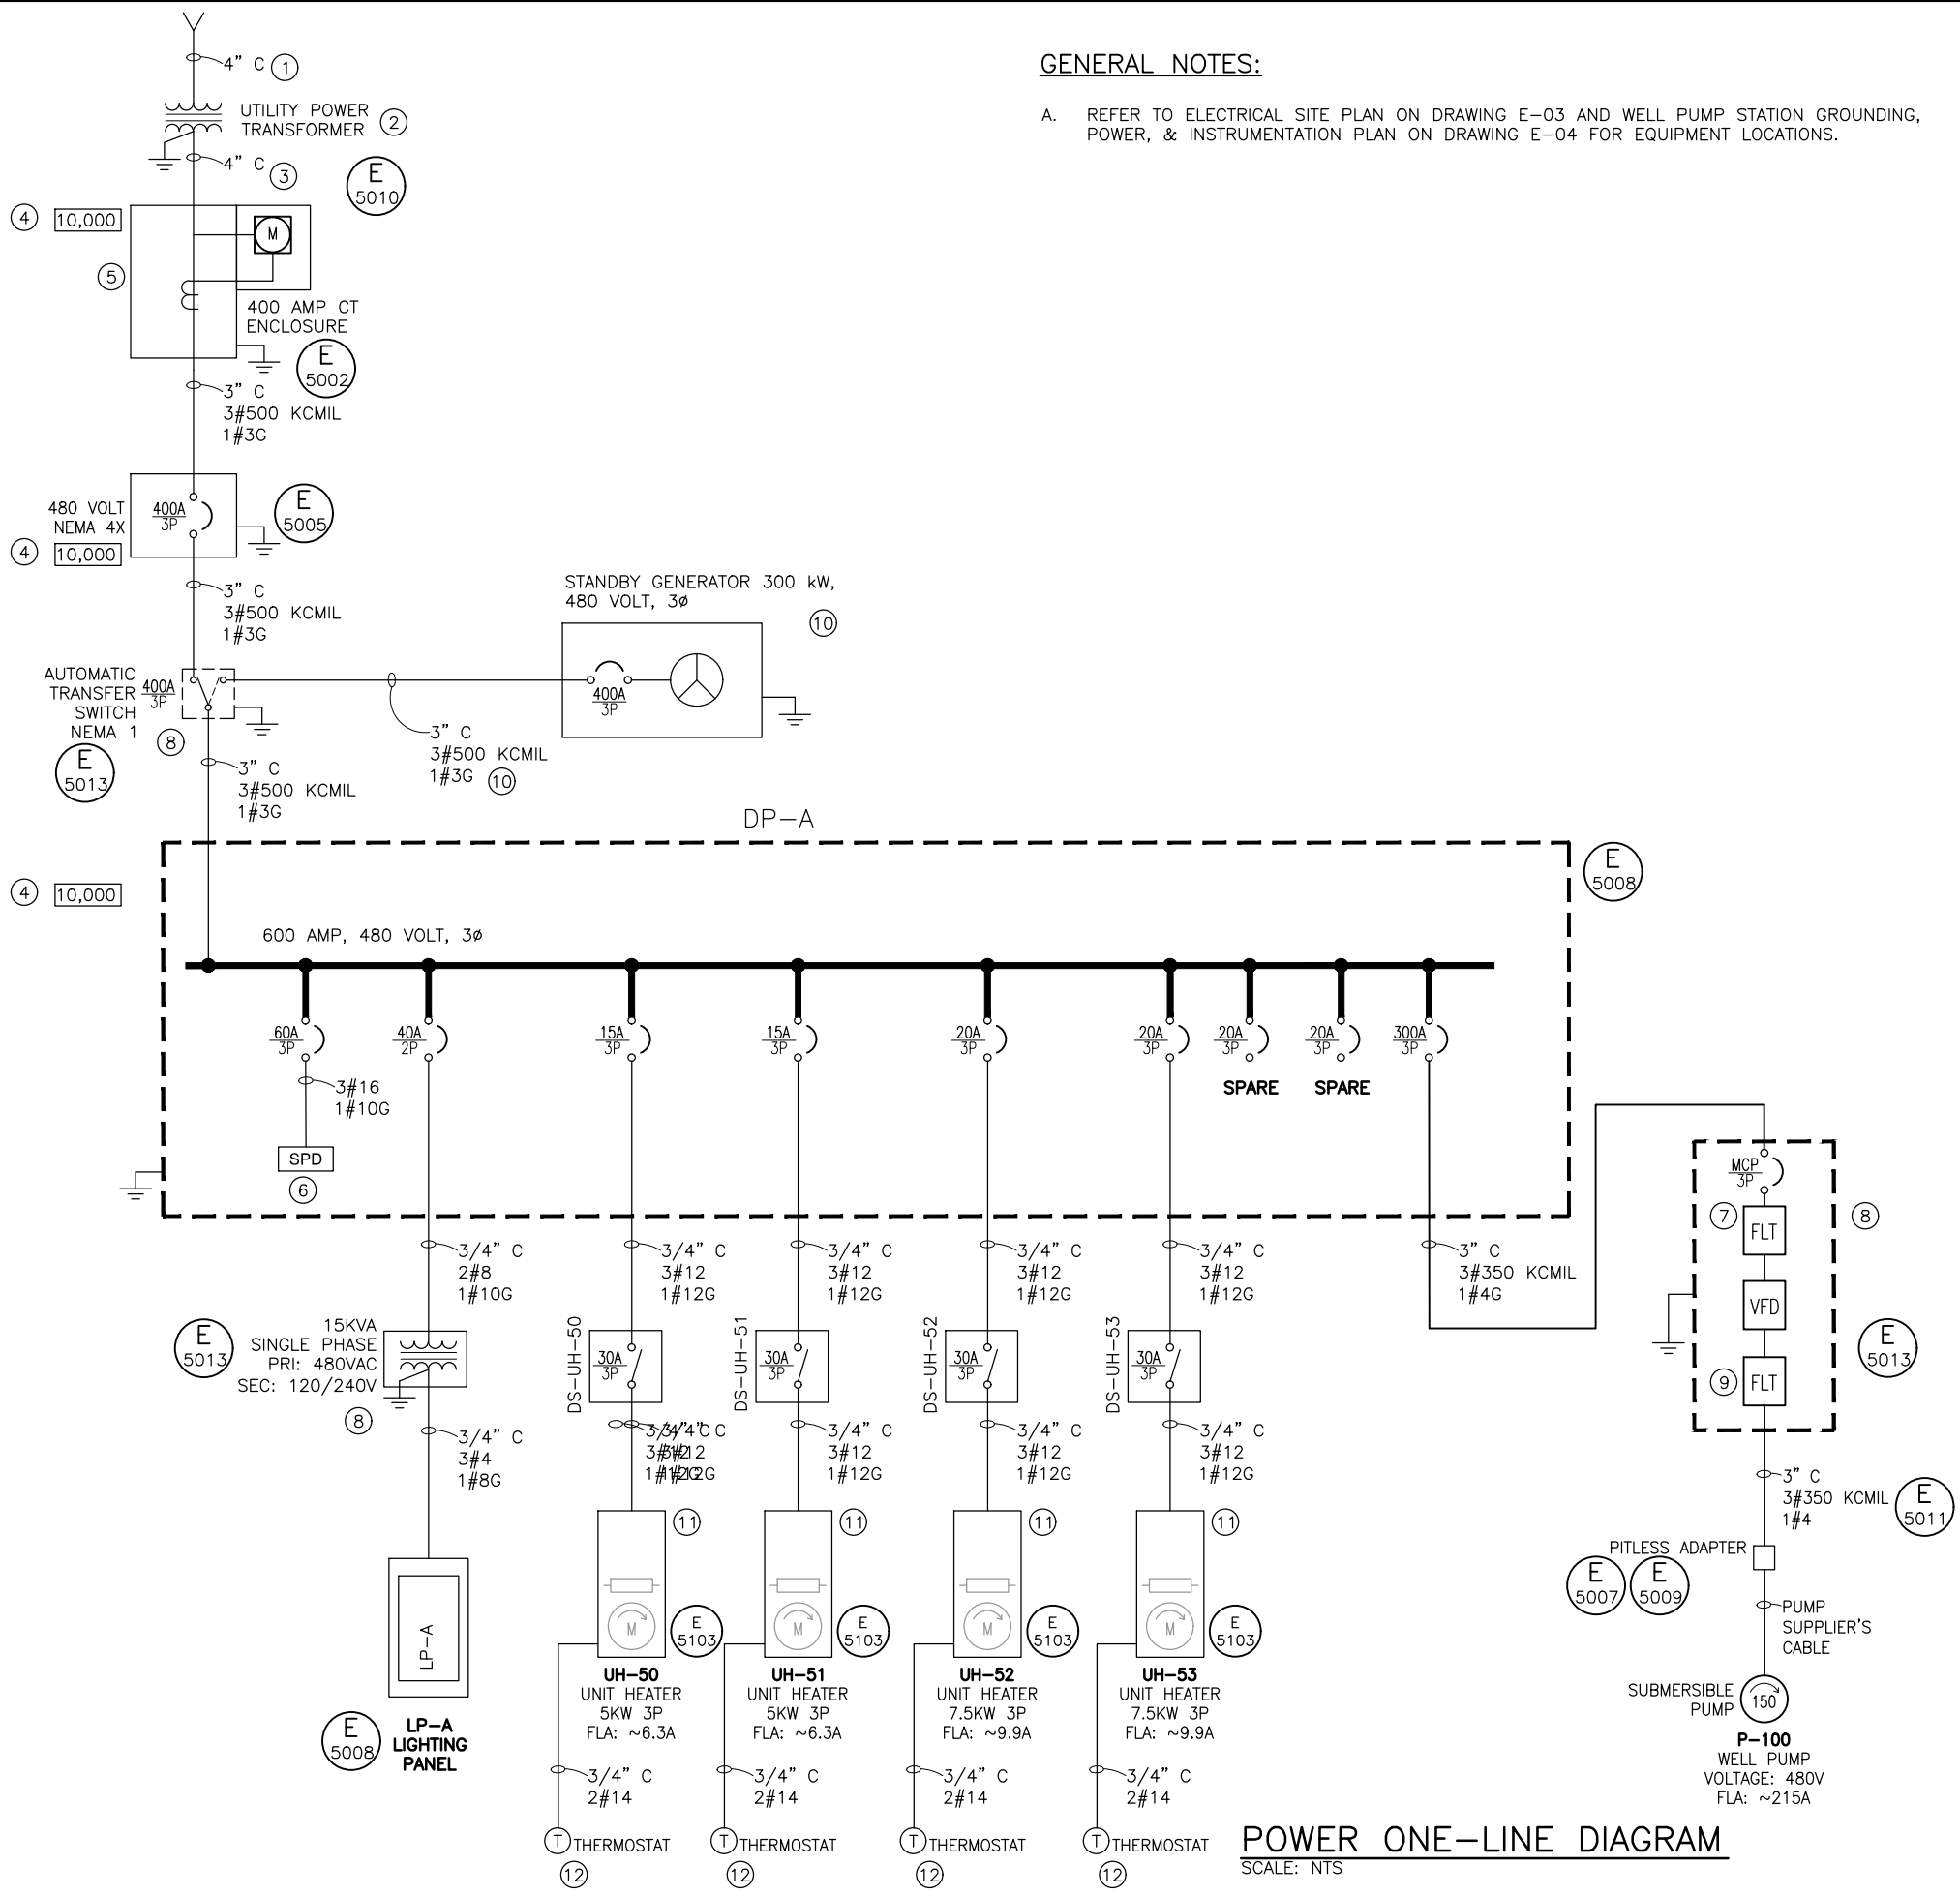 4" C 1
UTILITY POWER
TRANSFORMER 2
4" C 3
E
5010
4 10,000
M
5
400 AMP CT
ENCLOSURE
E
5002
3" C
3#500 KCMIL
1#3G
480 VOLT
NEMA 4X
400A
3P
E
5005
4 10,000
3" C
3#500 KCMIL
1#3G
AUTOMATIC
TRANSFER
SWITCH
NEMA 1
400A
3P
8
E
5013
3" C
3#500 KCMIL
1#3G
STANDBY GENERATOR 300 kW,
480 VOLT, 3ø
10
400A
3P
3" C
3#500 KCMIL
1#3G 10
GENERAL NOTES:
A. REFER TO ELECTRICAL SITE PLAN ON DRAWING E-03 AND WELL PUMP STATION GROUNDING,
POWER, & INSTRUMENTATION PLAN ON DRAWING E-04 FOR EQUIPMENT LOCATIONS.
DP-A
E
5008
4 10,000
600 AMP, 480 VOLT, 3ø
60A
3P
3#16
1#10G
SPD
6
40A
2P
15A
3P
15A
3P
20A
3P
20A
3P
20A
3P
SPARE
20A
3P
SPARE
300A
3P
3/4" C
2#8
1#10G
15KVA
SINGLE PHASE
PRI: 480VAC
SEC: 120/240V
E
5013
8
3/4" C
3#4
1#8G
LP-A
E
5008
LP-A
LIGHTING
PANEL
3/4" C
3#12
1#12G
DS-UH-50
30A
3P
3/4" C
3#12
1#12G
11
M
E
5103
UH-50
UNIT HEATER
5KW 3P
FLA: ~6.3A
3/4" C
2#14
T THERMOSTAT
12
3/4" C
3#12
1#12G
DS-UH-51
30A
3P
3/4" C
3#12
1#12G
11
M
E
5103
UH-51
UNIT HEATER
5KW 3P
FLA: ~6.3A
3/4" C
2#14
T THERMOSTAT
12
3/4" C
3#12
1#12G
DS-UH-52
30A
3P
3/4" C
3#12
1#12G
11
M
E
5103
UH-52
UNIT HEATER
7.5KW 3P
FLA: ~9.9A
3/4" C
2#14
T THERMOSTAT
12
3/4" C
3#12
1#12G
DS-UH-53
30A
3P
3/4" C
3#12
1#12G
11
M
E
5103
UH-53
UNIT HEATER
7.5KW 3P
FLA: ~9.9A
3/4" C
2#14
T THERMOSTAT
12
3" C
3#350 KCMIL
1#4G
MCP
3P
7 FLT
8
VFD
9 FLT
E
5013
3" C
3#350 KCMIL
1#4
E
5011
PITLESS ADAPTER
E
5007
E
5009
PUMP
SUPPLIER'S
CABLE
SUBMERSIBLE
PUMP
150
P-100
WELL PUMP
VOLTAGE: 480V
FLA: ~215A
POWER ONE-LINE DIAGRAM
SCALE: NTS